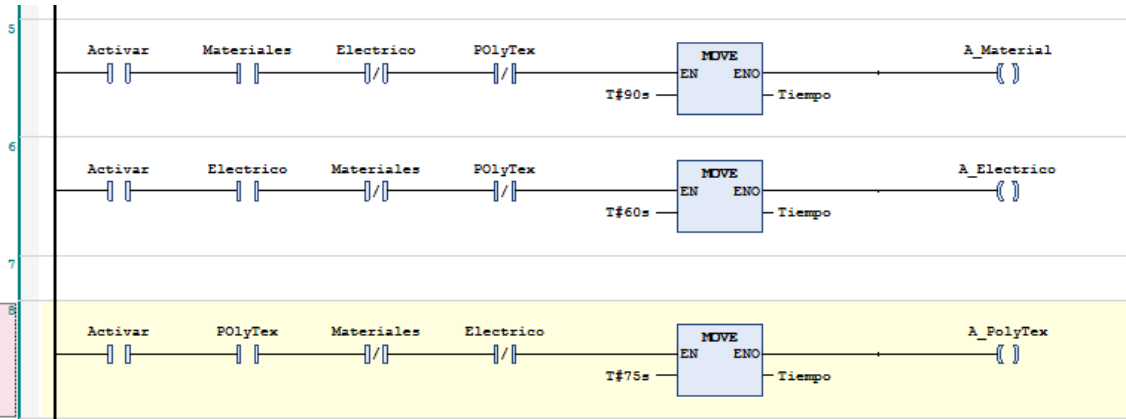 5
Activar Materiales Electrico POlyTex A_Material
MOVE
EN ENO
T#90s Tiempo
6
Activar Electrico Materiales POlyTex A_Electrico
MOVE
EN ENO
T#60s Tiempo
7
8
Activar POlyTex Materiales Electrico A_PolyTex
MOVE
EN ENO
T#75s Tiempo